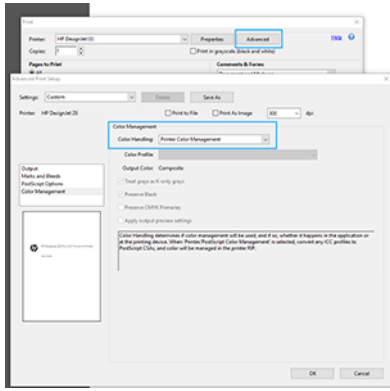 Print
Printer: HP DesignJet Properties Advanced Help
Copies: 1 Print in grayscale (black and white)
Pages to Print Comments & Forms
All
Advanced Print Setup
Settings: Custom Delete Save As
Printer: HP DesignJet Z6 Print to File Print As Image 300 dpi
Color Management
Color Handling: Printer Color Management
Color Profile:
Output Color: Composite
Treat grays as K-only grays
Preserve Black
Preserve CMYK Primaries
Apply output preview settings
Output
Marks and Bleeds
PostScript Options
Color Management
Color Handling determines if color management will be used, and if so, whether it happens in the application or
at the printing device. When 'Printer/PostScript Color Management' is selected, convert any ICC profiles to
PostScript CSAs, and color will be managed in the printer RIP.
OK Cancel